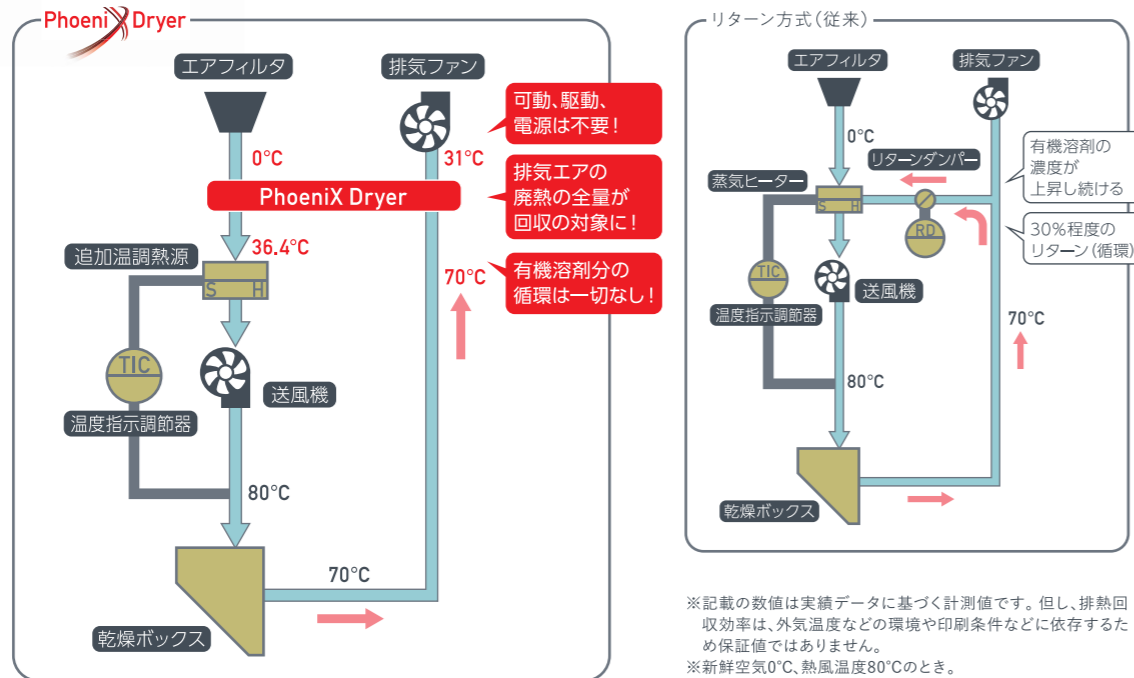 PhoeniX Dryer
エアフィルタ
排気ファン
可動、駆動、
電源は不要!
0°C
31°C
PhoeniX Dryer
排気エアの
廃熱の全量が
回収の対象に!
36.4°C
追加温調熱源
S H
70°C
有機溶剤分の
循環は一切なし!
TIC
送風機
温度指示調節器
80°C
70°C
乾燥ボックス
リターン方式(従来)
エアフィルタ
排気ファン
0°C
リターンダンパー
有機溶剤の
濃度が
上昇し続ける
蒸気ヒーター
S H
RD
30%程度の
リターン(循環)
TIC
送風機
温度指示調節器
70°C
80°C
乾燥ボックス
※記載の数値は実績データに基づく計測値です。但し、排熱回
収効率は、外気温度などの環境や印刷条件などに依存するた
め保証値ではありません。
※新鮮空気0°C、熱風温度80°Cのとき。